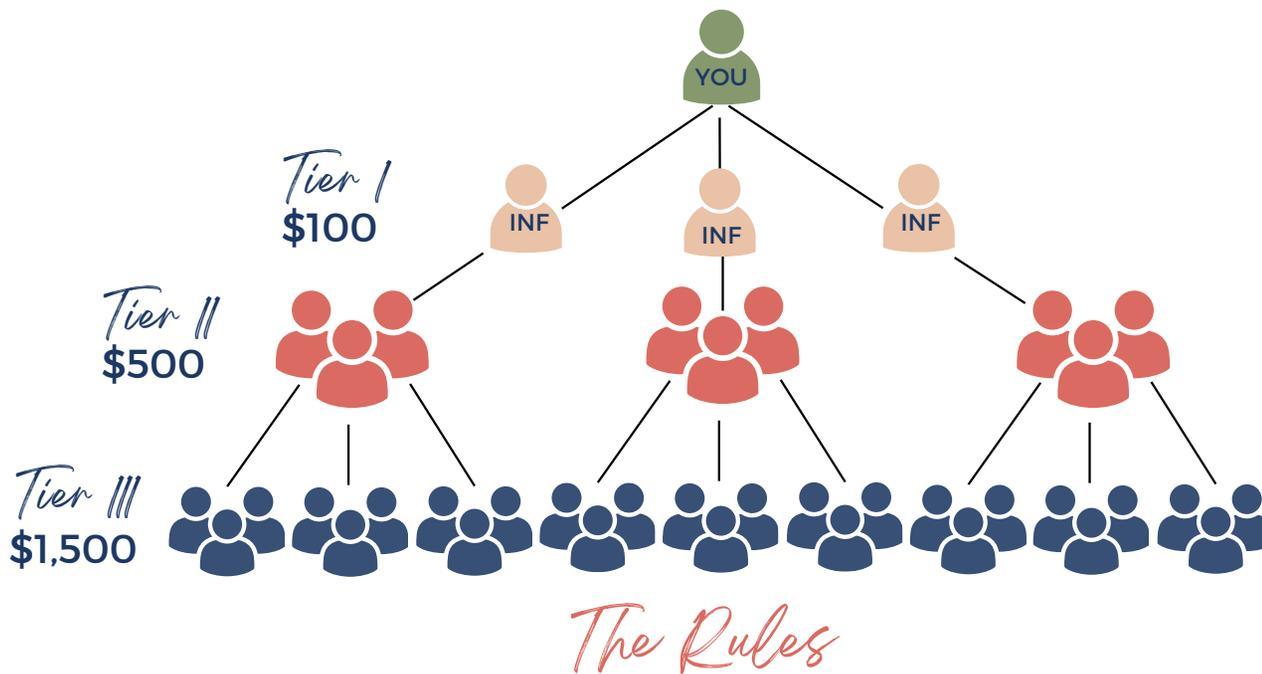 YOU
Tier I
$100
INF
INF
INF
Tier II
$500
Tier III
$1,500
The Rules